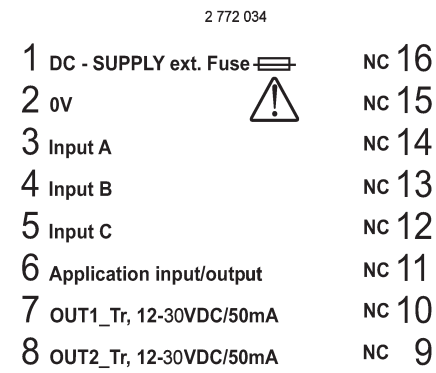 2 772 034
1 DC - SUPPLY ext. Fuse NC 16
2 0V NC 15
3 Input A NC 14
4 Input B NC 13
5 Input C NC 12
6 Application input/output NC 11
7 OUT1_Tr, 12-30VDC/50mA NC 10
8 OUT2_Tr, 12-30VDC/50mA NC 9